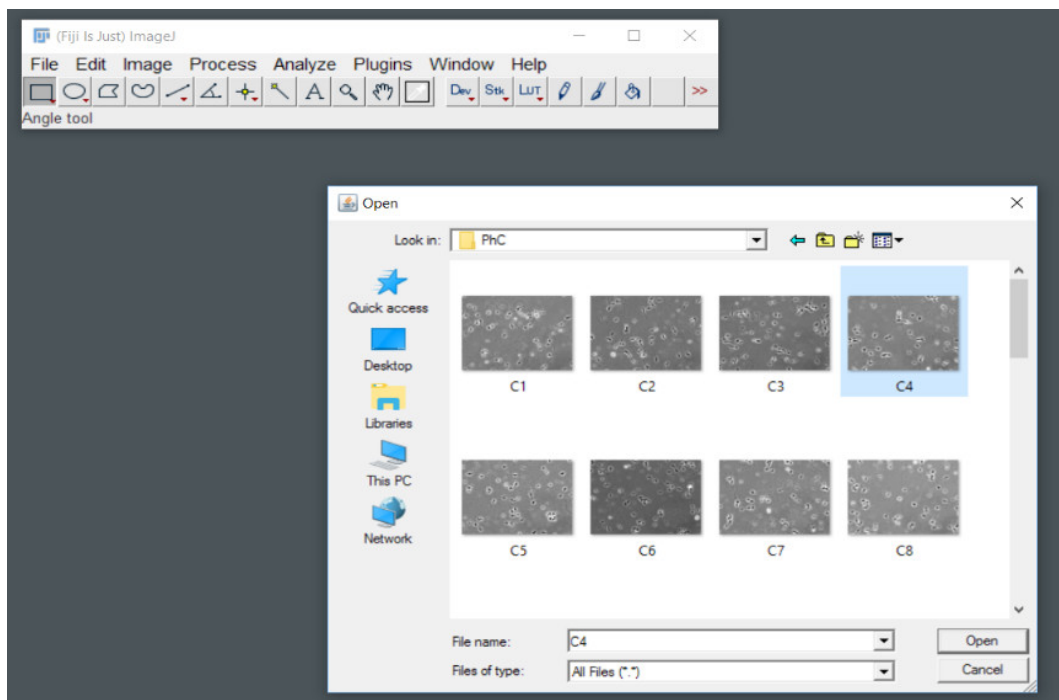 (Fiji Is Just) ImageJ
File Edit Image Process Analyze Plugins Window Help
A Dev Stk LUT >>
Angle tool
Open
Look in: PhC
Quick access
Desktop
Libraries
This PC
Network
C1 C2 C3 C4
C5 C6 C7 C8
File name: C4 Open
Files of type: All Files (*.*) Cancel